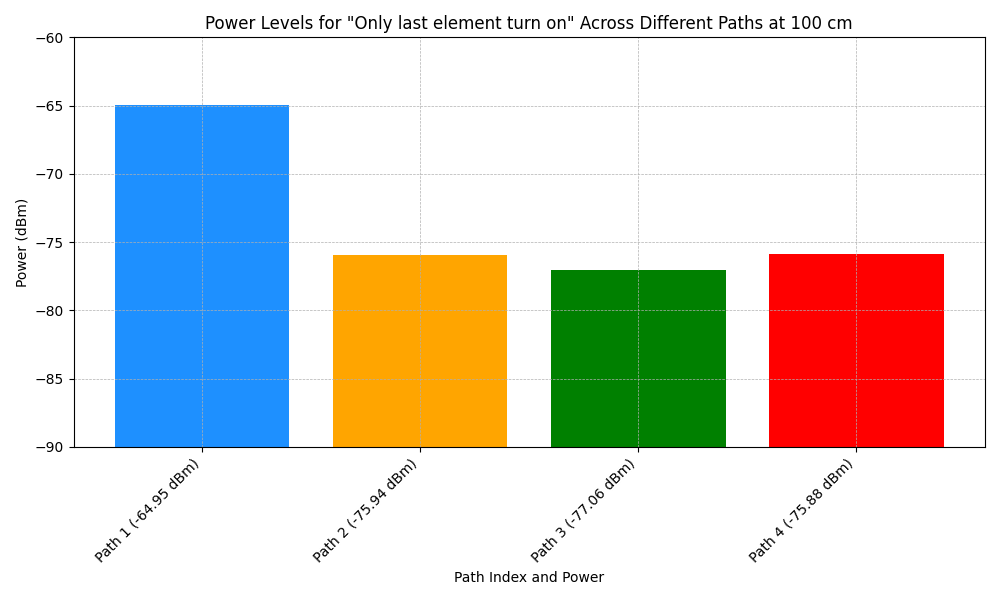 Power Levels for "Only last element turn on" Across Different Paths at 100 cm
−60
−65
−70
−75
−80
−85
−90
Power (dBm)
Path 1 (-64.95 dBm)
Path 2 (-75.94 dBm)
Path 3 (-77.06 dBm)
Path 4 (-75.88 dBm)
Path Index and Power